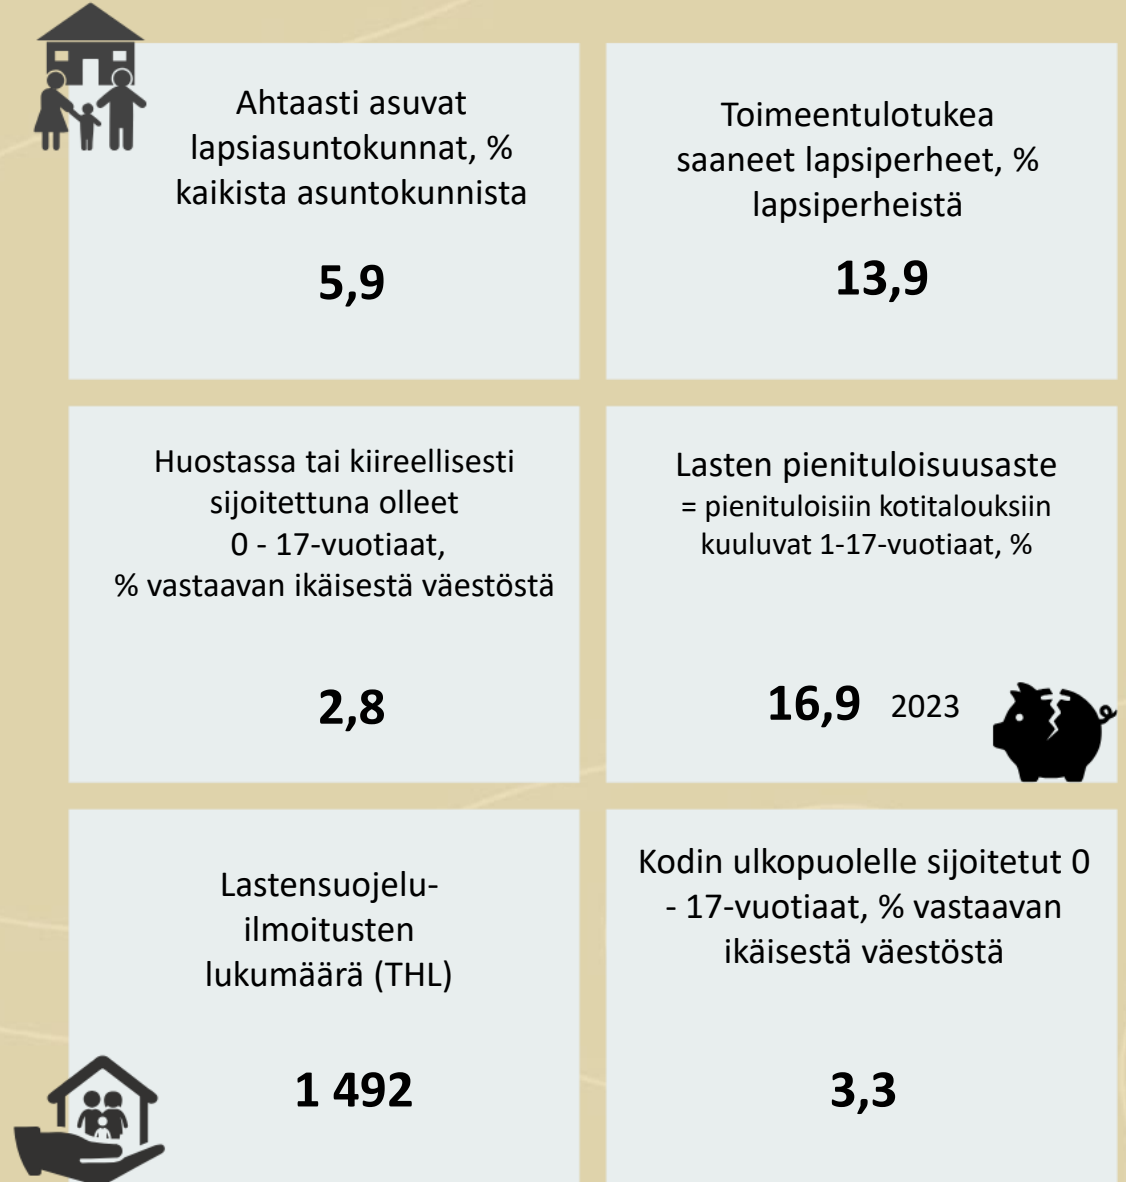 Ahtaasti asuvat
lapsiasuntokunnat, %
kaikista asuntokunnista
5,9
Toimeentulotukea
saaneet lapsiperheet, %
lapsiperheistä
13,9
Huostassa tai kiireellisesti
sijoitettuna olleet
0 - 17-vuotiaat,
% vastaavan ikäisestä väestöstä
2,8
Lasten pienituloisuusaste
= pienituloisiin kotitalouksiin
kuuluvat 1-17-vuotiaat, %
16,9 2023
Lastensuojelu-
ilmoitusten
lukumäärä (THL)
1 492
Kodin ulkopuolelle sijoitetut 0
- 17-vuotiaat, % vastaavan
ikäisestä väestöstä
3,3